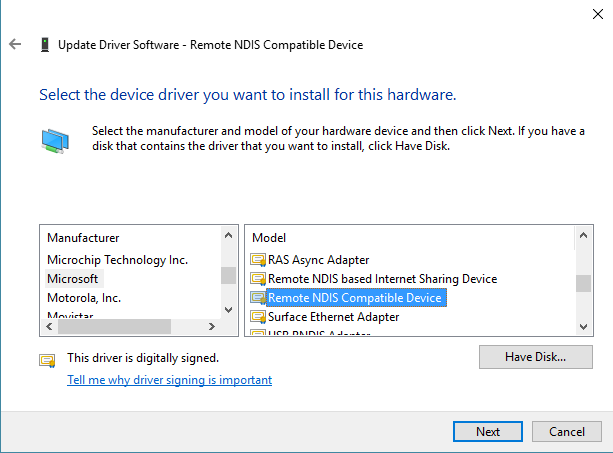 Update Driver Software - Remote NDIS Compatible Device
Select the device driver you want to install for this hardware.
Select the manufacturer and model of your hardware device and then click Next. If you have a
disk that contains the driver that you want to install, click Have Disk.
Manufacturer
Microchip Technology Inc.
Microsoft
Motorola, Inc.
Movistar
Model
RAS Async Adapter
Remote NDIS based Internet Sharing Device
Remote NDIS Compatible Device
Surface Ethernet Adapter
USB RNDIS Adapter
This driver is digitally signed.
Tell me why driver signing is important
Have Disk...
Next
Cancel